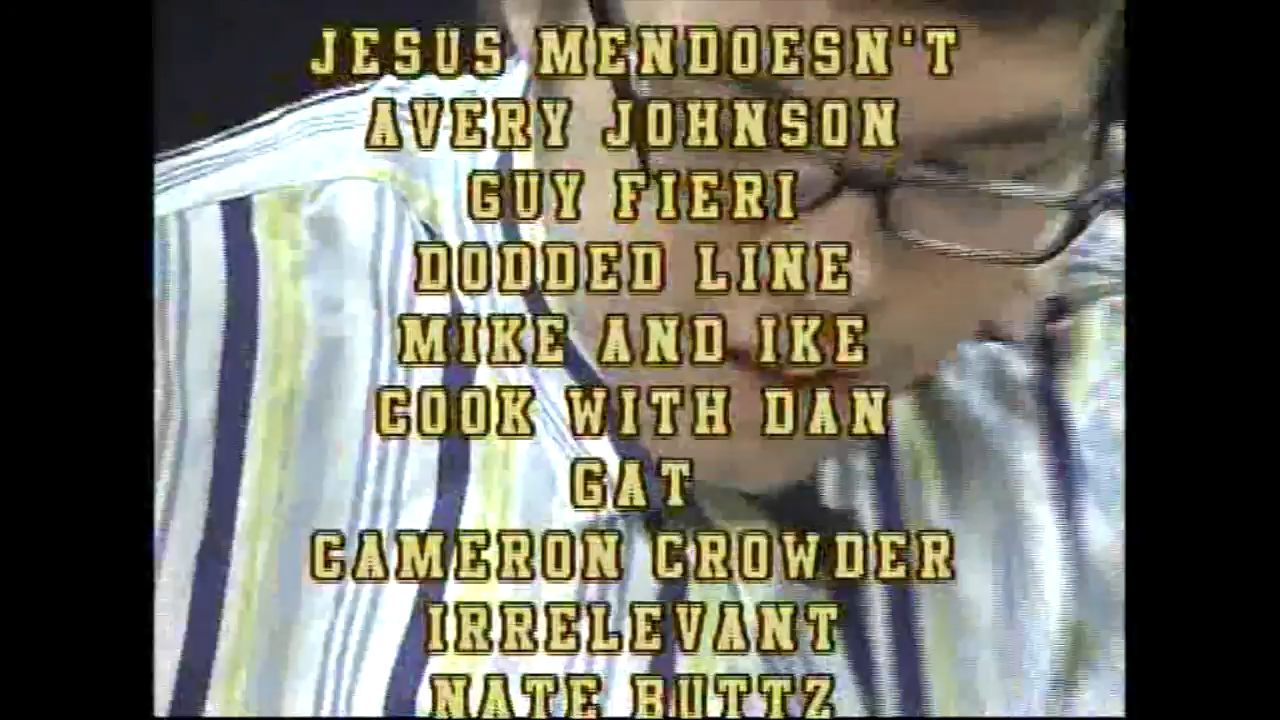 JESUS MENDOESN'T
AVERY JOHNSON
GUY FIERI
DODDED LINE
MIKE AND IKE
COOK WITH DAN
GAT
CAMERON CROWDER
IRRELEVANT
NATE BUTTZ